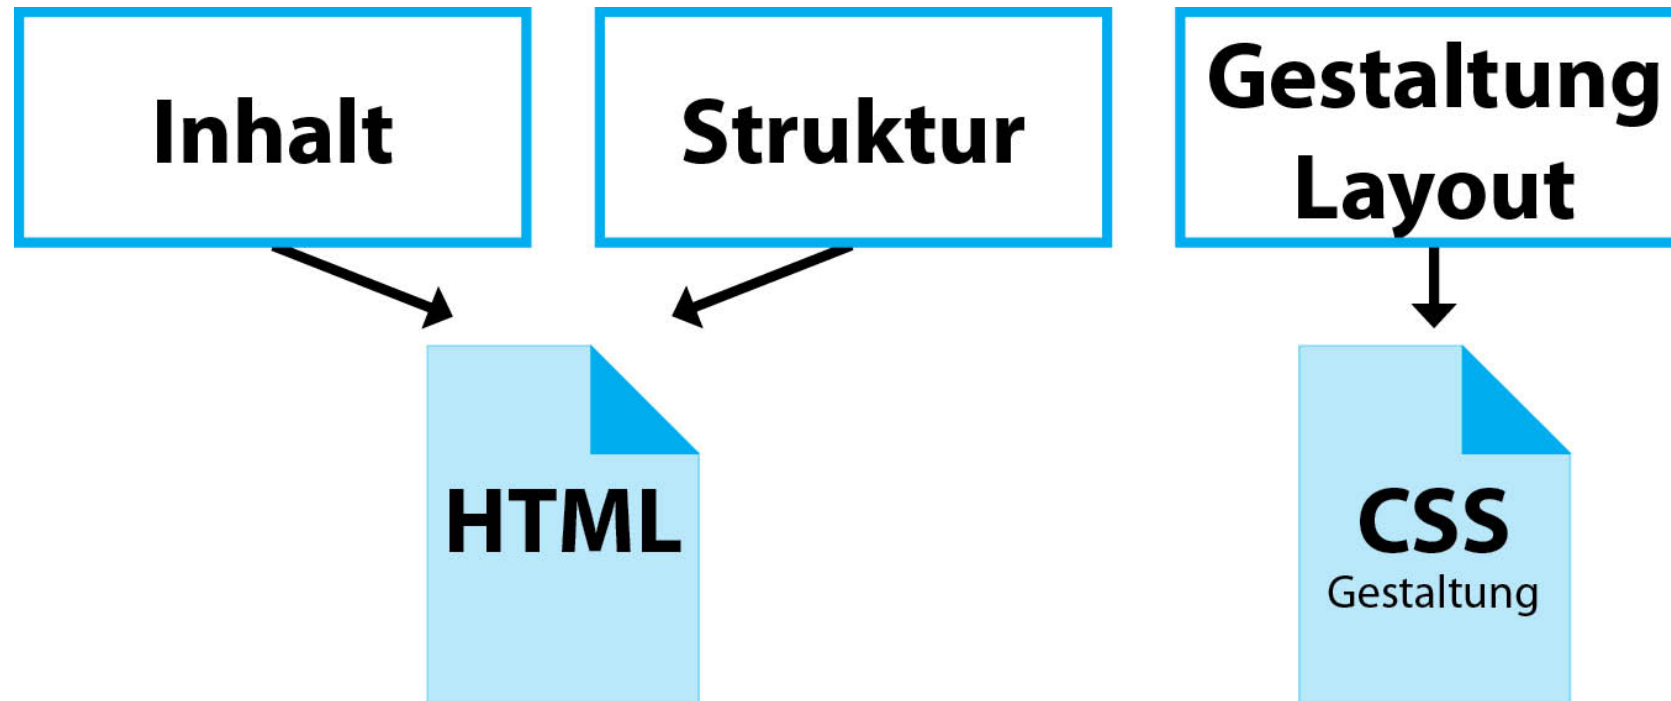 Inhalt
Struktur
Gestaltung
Layout
HTML
CSS
Gestaltung